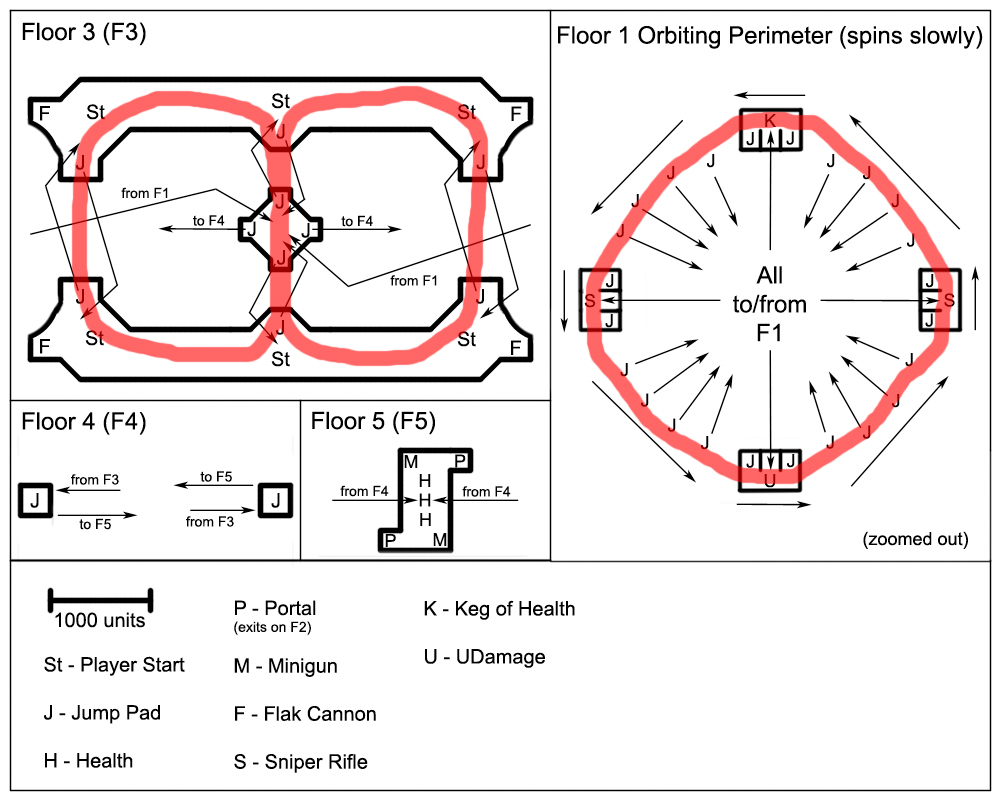 Floor 3 (F3)
F
St
St
St
F
J
J
J
from F1
J
to F4
J
J
to F4
J
from F1
J
J
J
F
St
St
St
F
Floor 1 Orbiting Perimeter (spins slowly)
K
J
J
J
J
J
J
J
J
J
J
All
to/from
F1
J
S
J
J
S
J
J
J
J
J
J
J
J
J
J
J
U
(zoomed out)
Floor 4 (F4)
J
from F3
to F5
to F5
from F3
J
Floor 5 (F5)
M
P
H
from F4
H
from F4
H
P
M
1000 units
St - Player Start
J - Jump Pad
H - Health
P - Portal
(exits on F2)
M - Minigun
F - Flak Cannon
S - Sniper Rifle
K - Keg of Health
U - UDamage